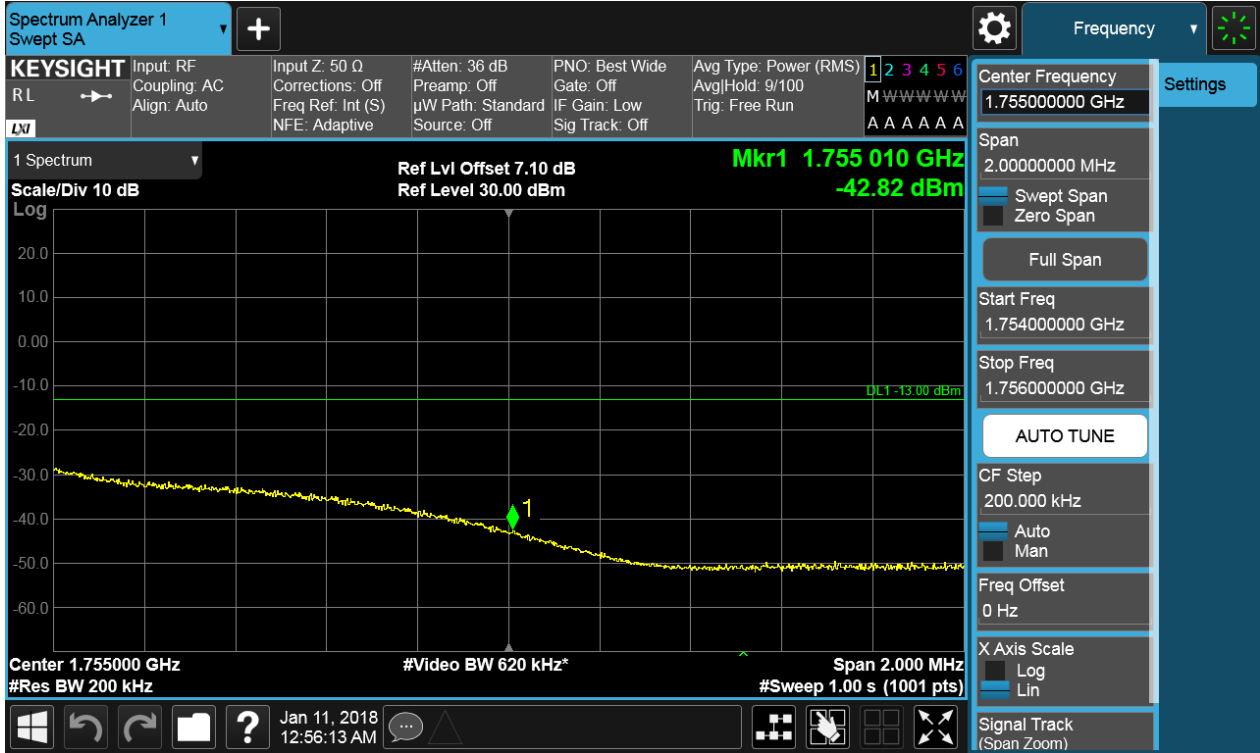 Spectrum Analyzer 1
Swept SA
+
Frequency
KEYSIGHT
RL
LXI
Input: RF
Coupling: AC
Align: Auto
Input Z: 50 Ω
Corrections: Off
Freq Ref: Int (S)
NFE: Adaptive
#Atten: 36 dB
Preamp: Off
µW Path: Standard
Source: Off
PNO: Best Wide
Gate: Off
IF Gain: Low
Sig Track: Off
Avg Type: Power (RMS)
Avg|Hold: 9/100
Trig: Free Run
1 2 3 4 5 6
M W W W W W
A A A A A A
1 Spectrum
Scale/Div 10 dB
Log
Ref Lvl Offset 7.10 dB
Ref Level 30.00 dBm
Mkr1 1.755 010 GHz
-42.82 dBm
20.0
10.0
0.00
-10.0
DL1 -13.00 dBm
-20.0
-30.0
1
-40.0
-50.0
-60.0
Center 1.755000 GHz
#Video BW 620 kHz*
Span 2.000 MHz
#Res BW 200 kHz
#Sweep 1.00 s (1001 pts)
Center Frequency
1.755000000 GHz
Span
2.00000000 MHz
Swept Span
Zero Span
Full Span
Start Freq
1.754000000 GHz
Stop Freq
1.756000000 GHz
AUTO TUNE
CF Step
200.000 kHz
Auto
Man
Freq Offset
0 Hz
X Axis Scale
Log
Lin
Signal Track
(Span Zoom)
Settings
?
Jan 11, 2018
12:56:13 AM